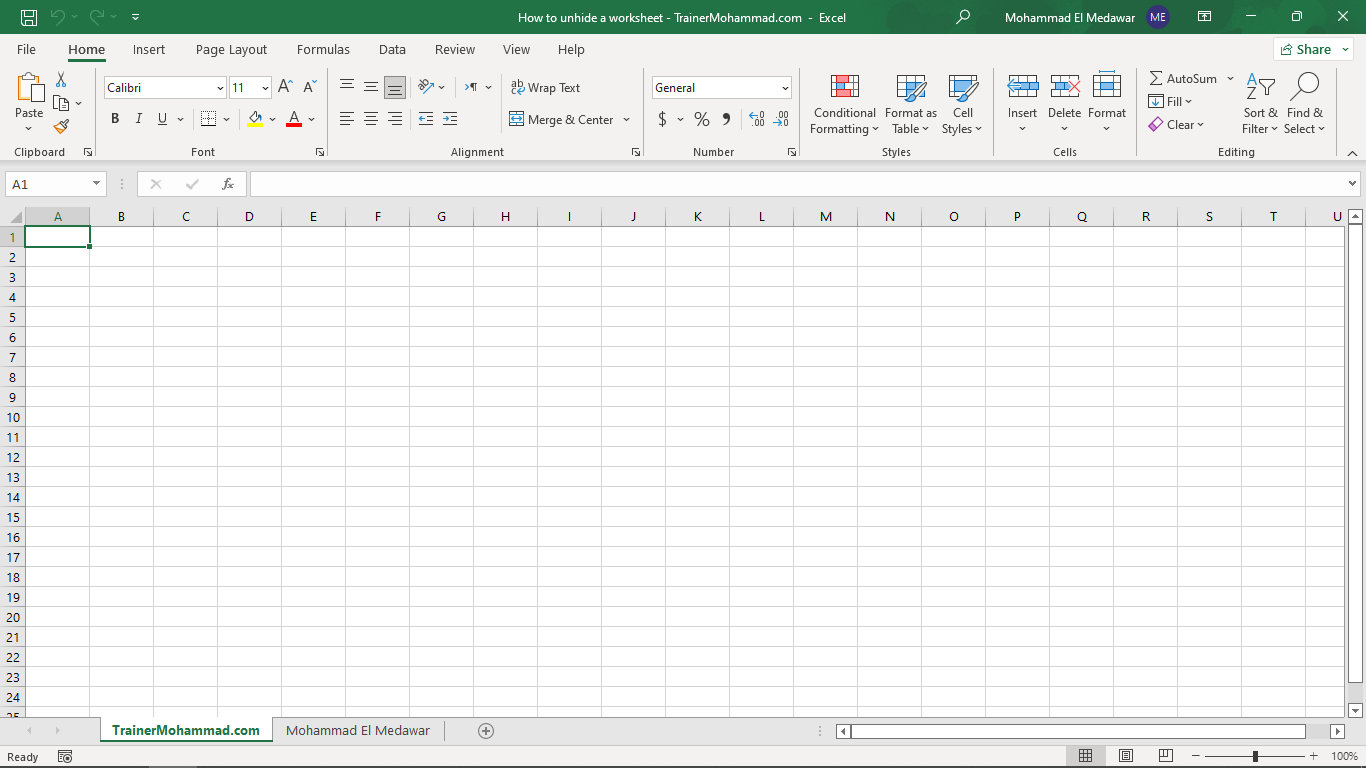 How to unhide a worksheet - TrainerMohammad.com - Excel
Mohammad El Medawar ME
File Home Insert Page Layout Formulas Data Review View Help
Share
Paste
Clipboard
Calibri 11
B I U A
Font
ab Wrap Text
Merge & Center
Alignment
General
$ % 9 .00 .00
Number
Conditional Formatting
Format as Table
Cell Styles
Styles
Insert Delete Format
Cells
AutoSum
Fill
Clear
Sort & Filter
Find & Select
Editing
A1
fx
A B C D E F G H I J K L M N O P Q R S T U
1
2
3
4
5
6
7
8
9
10
11
12
13
14
15
16
17
18
19
20
21
22
23
24
25
TrainerMohammad.com Mohammad El Medawar
Ready
100%